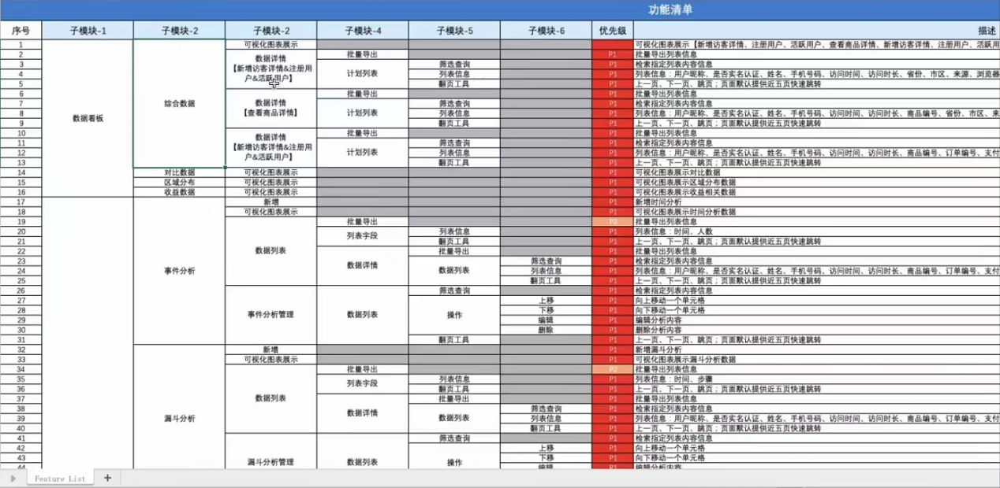 功能清单
序号 子模块-1 子模块-2 子模块-2 子模块-4 子模块-5 子模块-6 优先级 描述
1 数据看板 综合数据 可视化图表展示 可视化图表展示【新增访客详情、注册用户、活跃用户、查看商品详情、新增访客详情、注册用户、活跃用
2 数据详情 批量导出 P1 批量导出列表信息
【新增访客详情&注册用
户&活跃用户】
3 计划列表 筛选查询 P1 检索指定列表内容信息
4 列表信息 P1 列表信息：用户昵称、是否实名认证、姓名、手机号码、访问时间、访问时长、省份、市区、来源、浏览器
5 翻页工具 P1 上一页、下一页、跳页；页面默认提供近五页快速跳转
6 数据详情 批量导出 P1 批量导出列表信息
【查看商品详情】
7 计划列表 筛选查询 P1 检索指定列表内容信息
8 列表信息 P1 列表信息：用户昵称、是否实名认证、姓名、手机号码、访问时间、访问时长、商品编号、省份、市区、来
9 翻页工具 P1 上一页、下一页、跳页；页面默认提供近五页快速跳转
10 数据详情 批量导出 P1 批量导出列表信息
【新增访客详情&注册用
户&活跃用户】
11 计划列表 筛选查询 P1 检索指定列表内容信息
12 列表信息 P1 列表信息：用户昵称、是否实名认证、姓名、手机号码、访问时间、访问时长、商品编号、订单编号、支付
13 翻页工具 P1 上一页、下一页、跳页；页面默认提供近五页快速跳转
14 对比数据 可视化图表展示 P1 可视化图表展示对比数据
15 区域分布 可视化图表展示 P1 可视化图表展示区域分布数据
16 收益数据 可视化图表展示 P1 可视化图表展示收益相关数据
17 事件分析 新增 P1 新增时间分析
18 可视化图表展示 P1 可视化图表展示时间分析数据
19 数据列表 批量导出 P2 批量导出列表信息
20 列表字段 列表信息 P1 列表信息：时间、人数
21 翻页工具 P1 上一页、下一页、跳页；页面默认提供近五页快速跳转
22 数据详情 批量导出 P1 批量导出列表信息
23 数据列表 筛选查询 P1 检索指定列表内容信息
24 列表信息 P1 列表信息：用户昵称、是否实名认证、姓名、手机号码、访问时间、访问时长、商品编号、订单编号、支付
25 翻页工具 P1 上一页、下一页、跳页；页面默认提供近五页快速跳转
26 事件分析管理 数据列表 筛选查询 P1 检索指定列表内容信息
27 操作 上移 P1 向上移动一个单元格
28 下移 P1 向下移动一个单元格
29 编辑 P1 编辑分析内容
30 删除 P1 删除分析内容
31 翻页工具 P1 上一页、下一页、跳页；页面默认提供近五页快速跳转
32 漏斗分析 新增 P1 新增漏斗分析
33 可视化图表展示 P1 可视化图表展示漏斗分析数据
34 数据列表 批量导出 P2 批量导出列表信息
35 列表字段 列表信息 P1 列表信息：时间、步骤
36 翻页工具 P1 上一页、下一页、跳页；页面默认提供近五页快速跳转
37 数据详情 批量导出 P1 批量导出列表信息
38 数据列表 筛选查询 P1 检索指定列表内容信息
39 列表信息 P1 列表信息：用户昵称、是否实名认证、姓名、手机号码、访问时间、访问时长、商品编号、订单编号、支付
40 翻页工具 P1 上一页、下一页、跳页；页面默认提供近五页快速跳转
41 漏斗分析管理 数据列表 筛选查询 P1 检索指定列表内容信息
42 操作 上移 P1 向上移动一个单元格
43 下移 P1 向下移动一个单元格
44 编辑 P1 编辑分析内容
Feature List